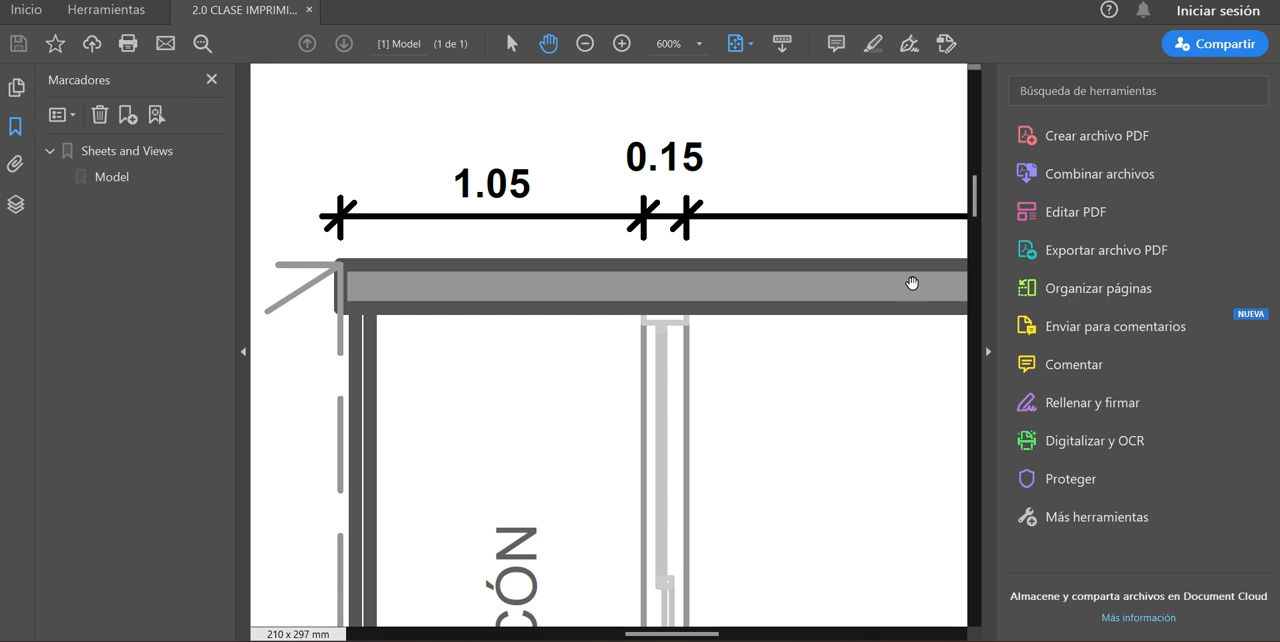 Inicio
Herramientas
2.0 CLASE IMPRIMI... ×
Iniciar sesión
[1] Model (1 de 1)
600%
Compartir
Marcadores
Sheets and Views
Model
0.15
1.05
CÓN
210 x 297 mm
Búsqueda de herramientas
Crear archivo PDF
Combinar archivos
Editar PDF
Exportar archivo PDF
Organizar páginas
NUEVA
Enviar para comentarios
Comentar
Rellenar y firmar
Digitalizar y OCR
Proteger
Más herramientas
Almacene y comparta archivos en Document Cloud
Más información